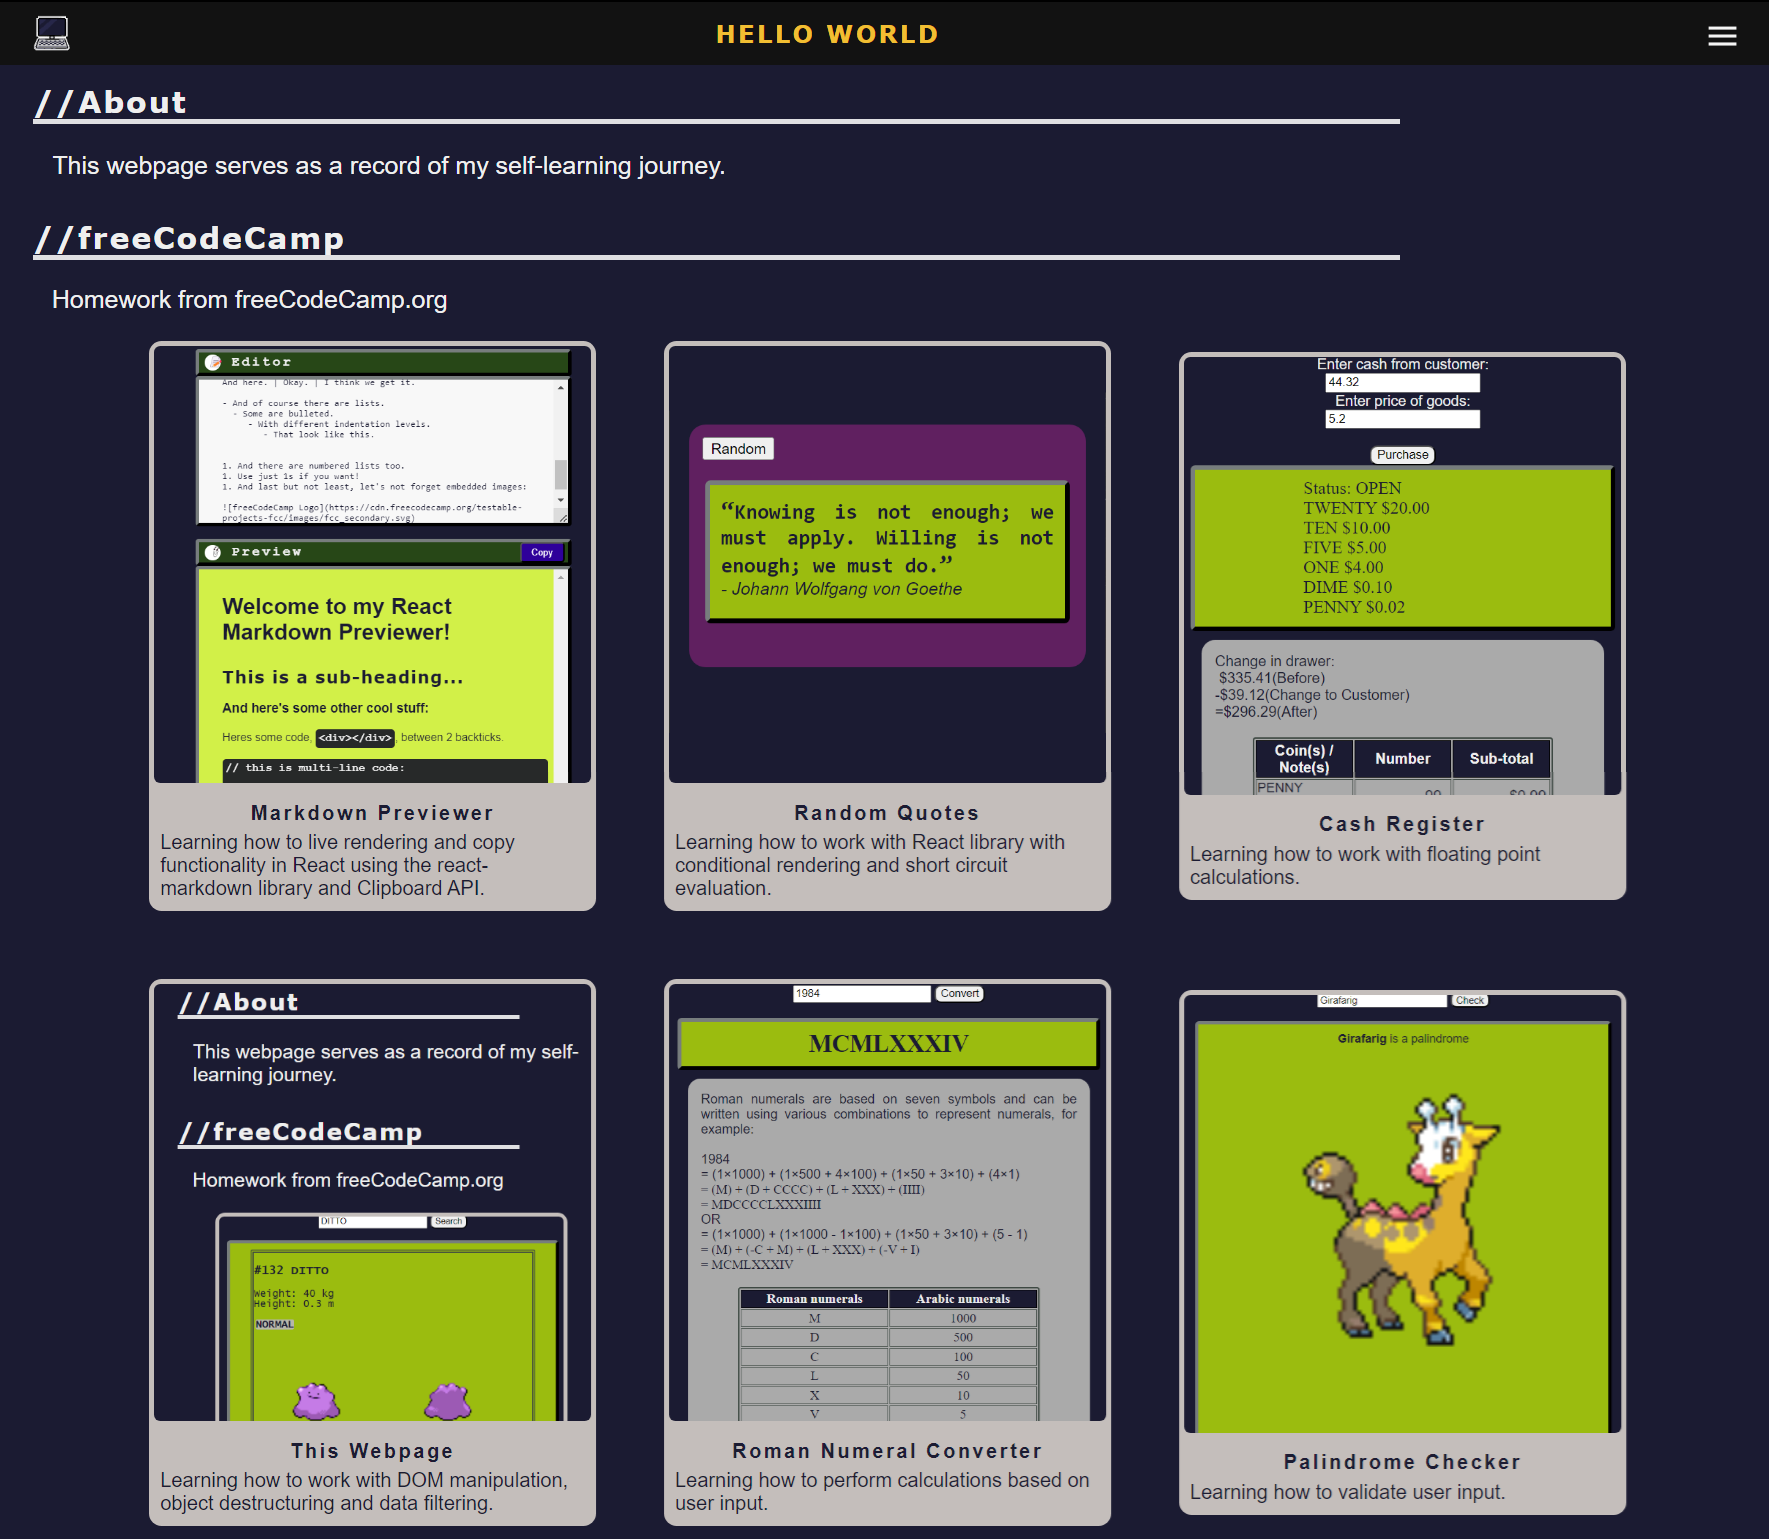 HELLO WORLD
//About
This webpage serves as a record of my self-learning journey.
//freeCodeCamp
Homework from freeCodeCamp.org
Editor
And here. | Okay. | I think we get it.
- And of course there are lists.
- Some are bulleted.
- With different indentation levels.
- That look like this.
1. And there are numbered lists too.
1. Use just 1s if you want!
1. And last but not least, let's not forget embedded images:
![freeCodeCamp Logo](https://cdn.freecodecamp.org/testable-
projects-fcc/images/fcc_secondary.svg)
Preview
Copy
Welcome to my React
Markdown Previewer!
This is a sub-heading...
And here's some other cool stuff:
Heres some code, <div></div>, between 2 backticks.
// this is multi-line code:
Markdown Previewer
Learning how to live rendering and copy
functionality in React using the react-
markdown library and Clipboard API.
Random
“Knowing is not enough; we
must apply. Willing is not
enough; we must do.”
- Johann Wolfgang von Goethe
Random Quotes
Learning how to work with React library with
conditional rendering and short circuit
evaluation.
Enter cash from customer:
44.32
Enter price of goods:
5.2
Purchase
Status: OPEN
TWENTY $20.00
TEN $10.00
FIVE $5.00
ONE $4.00
DIME $0.10
PENNY $0.02
Change in drawer:
$335.41(Before)
-$39.12(Change to Customer)
=$296.29(After)
Coin(s) /
Note(s)
Number
Sub-total
PENNY
Cash Register
Learning how to work with floating point
calculations.
//About
This webpage serves as a record of my self-
learning journey.
//freeCodeCamp
Homework from freeCodeCamp.org
DITTO
Search
#132 DITTO
Weight: 40 kg
Height: 0.3 m
NORMAL
This Webpage
Learning how to work with DOM manipulation,
object destructuring and data filtering.
1984
Convert
MCMLXXXIV
Roman numerals are based on seven symbols and can be
written using various combinations to represent numerals, for
example:
1984
= (1×1000) + (1×500 + 4×100) + (1×50 + 3×10) + (4×1)
= (M) + (D + CCCC) + (L + XXX) + (IIII)
= MDCCCCLXXXIIII
OR
= (1×1000) + (1×1000 - 1×100) + (1×50 + 3×10) + (5 - 1)
= (M) + (-C + M) + (L + XXX) + (-V + I)
= MCMLXXXIV
Roman numerals Arabic numerals
M 1000
D 500
C 100
L 50
X 10
V 5
Roman Numeral Converter
Learning how to perform calculations based on
user input.
Girafarig
Check
Girafarig is a palindrome
Palindrome Checker
Learning how to validate user input.